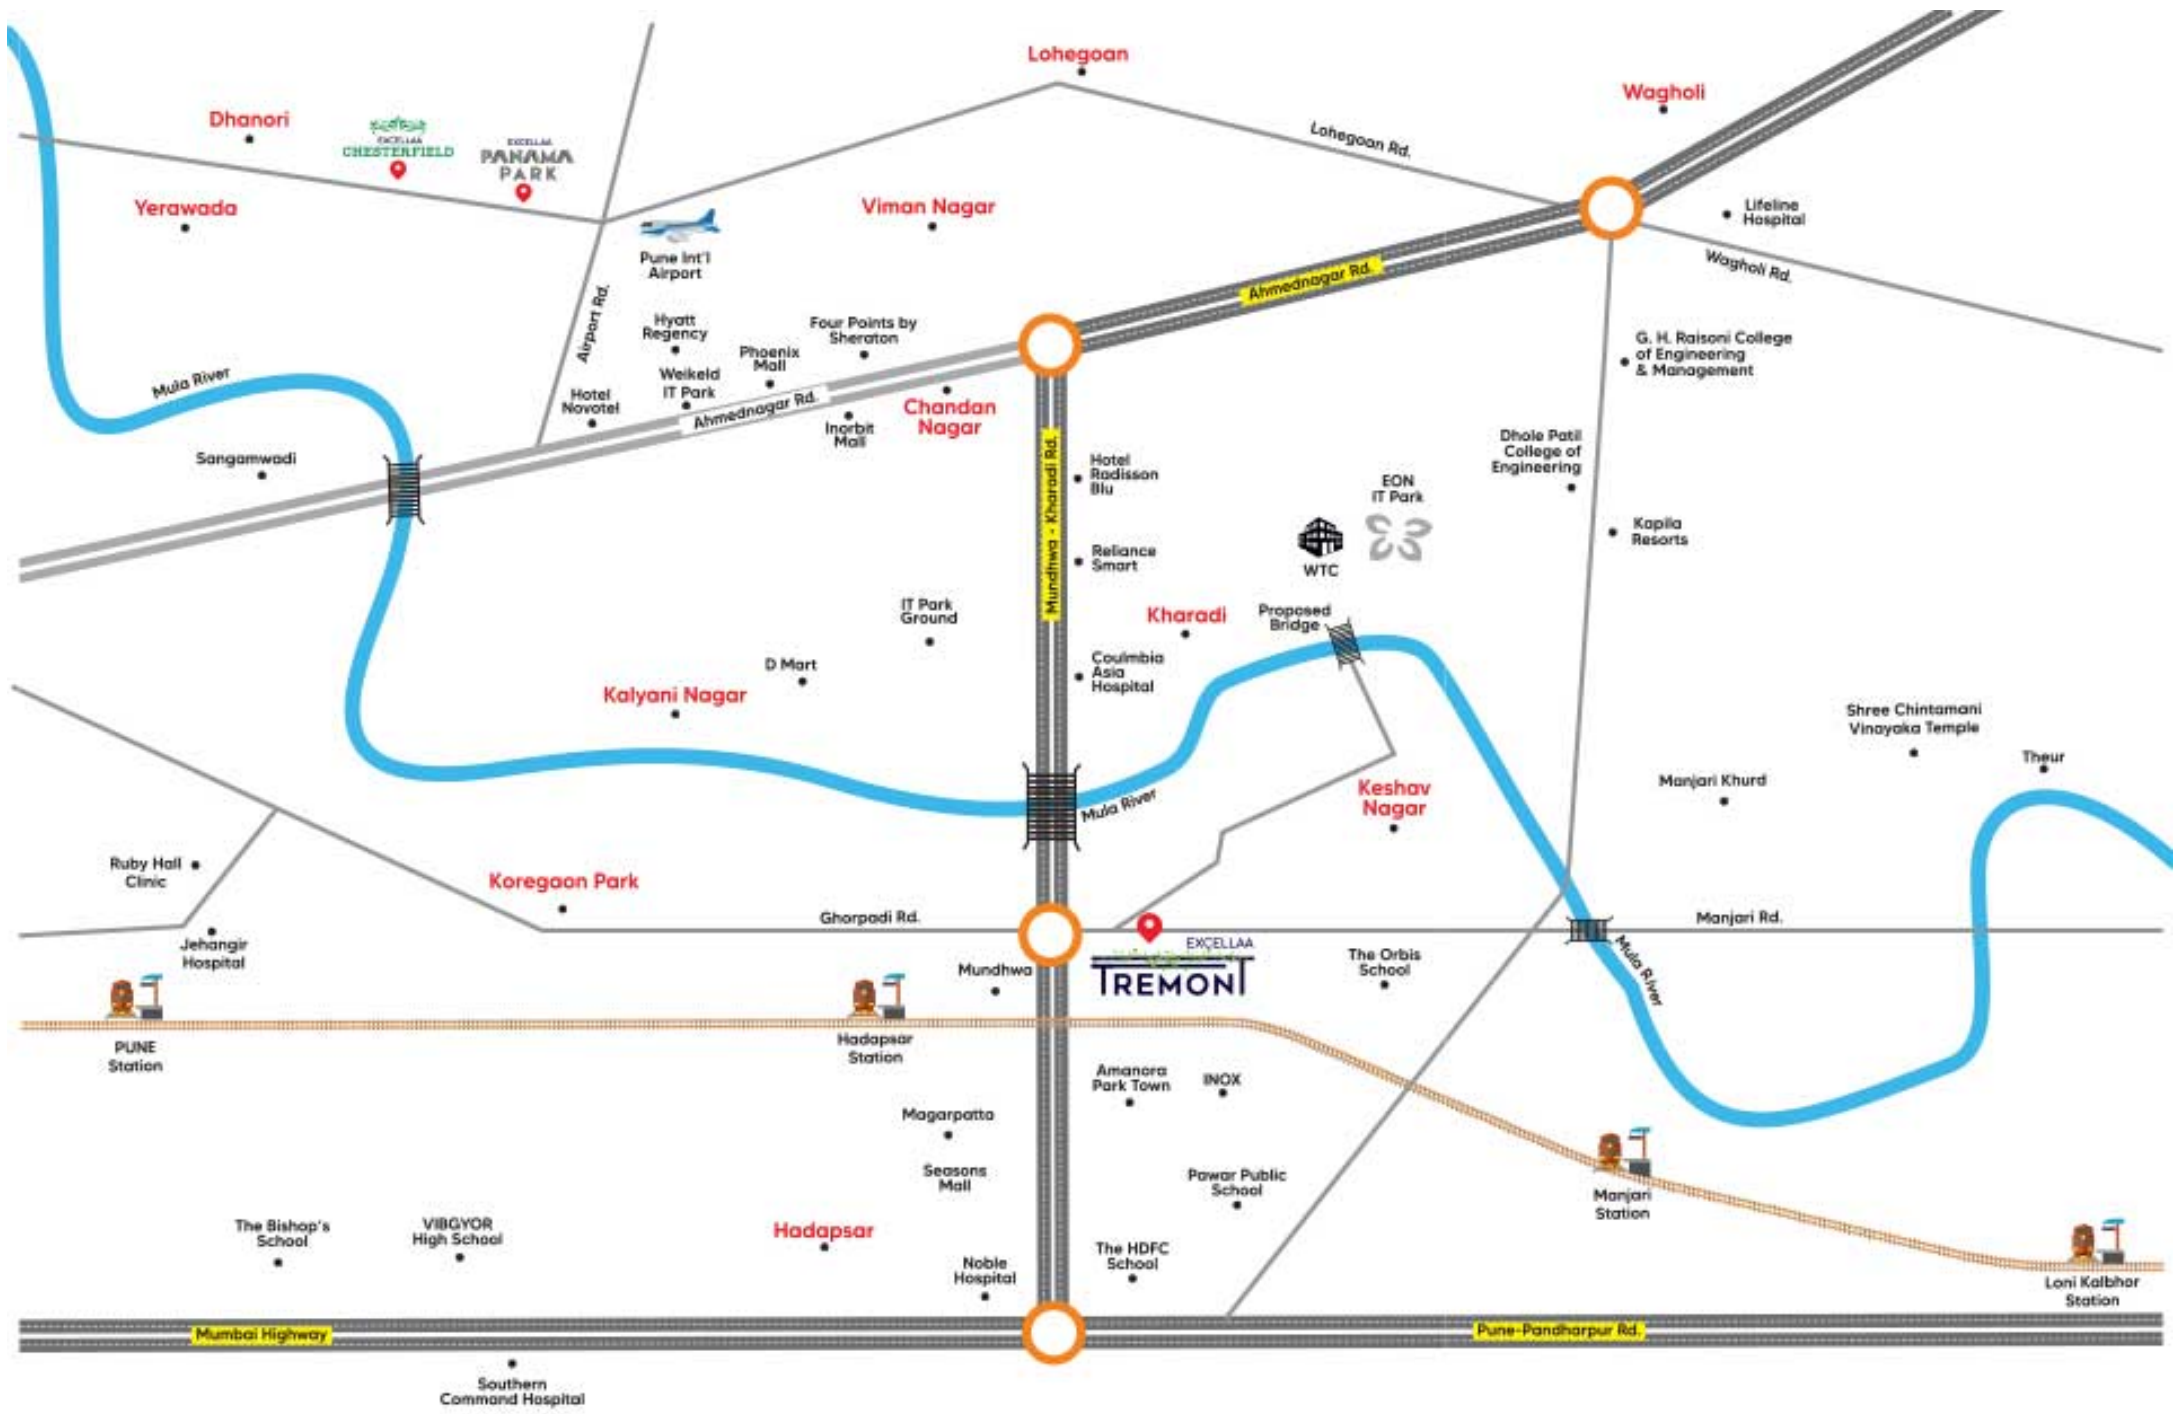 Lohegoan
Wagholi
Dhanori
EXCELLAA
CHESTERFIELD
EXCELLAA
PANAMA
PARK
Lohegoan Rd.
Yerawada
Viman Nagar
Lifeline
Hospital
Pune Int'l
Airport
Wagholi Rd.
Ahmednagar Rd.
Airport Rd.
Hyatt
Regency
Four Points by
Sheraton
Phoenix
Mall
G. H. Raisoni College
of Engineering
& Management
Mula River
Weikeld
IT Park
Hotel
Novotel
Ahmednagar Rd.
Chandan
Nagar
Inorbit
Mall
Dhole Patil
College of
Engineering
Sangamwadi
Mundhwa - Kharadi Rd.
Hotel
Radisson
Blu
EON
IT Park
Kapila
Resorts
Reliance
Smart
WTC
IT Park
Ground
Kharadi
Proposed
Bridge
D Mart
Coulmbia
Asia
Hospital
Kalyani Nagar
Shree Chintamani
Vinayaka Temple
Theur
Manjari Khurd
Keshav
Nagar
Mula River
Ruby Hall
Clinic
Koregaon Park
Ghorpadi Rd.
Manjari Rd.
Jehangir
Hospital
EXCELLAA
TREMONT
The Orbis
School
Mula River
Mundhwa
PUNE
Station
Hadapsar
Station
Amanora
Park Town
INOX
Magarpatta
Seasons
Mall
Pawar Public
School
Manjari
Station
The Bishop's
School
VIBGYOR
High School
Hadapsar
The HDFC
School
Noble
Hospital
Loni Kalbhor
Station
Mumbai Highway
Pune-Pandharpur Rd.
Southern
Command Hospital